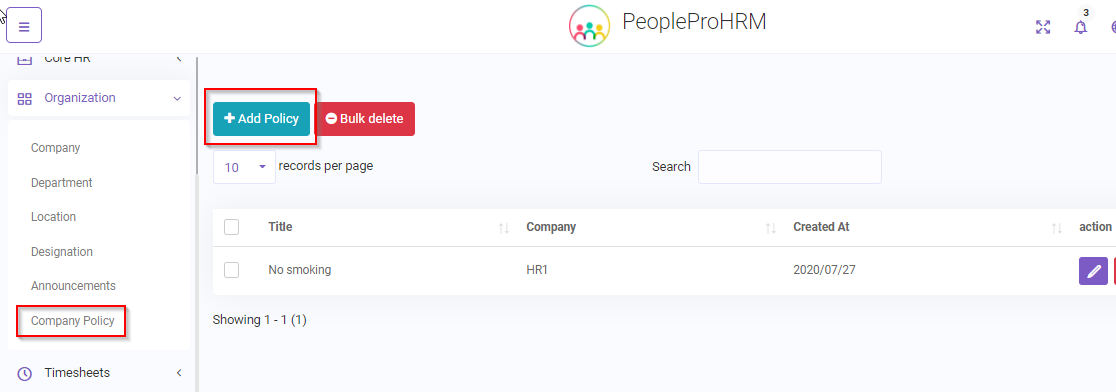 PeopleProHRM
3
Core HR
Organization
Company
Department
Location
Designation
Announcements
Company Policy
Timesheets
Add Policy
Bulk delete
10 records per page
Search
Title Company Created At action
No smoking HR1 2020/07/27
Showing 1 - 1 (1)